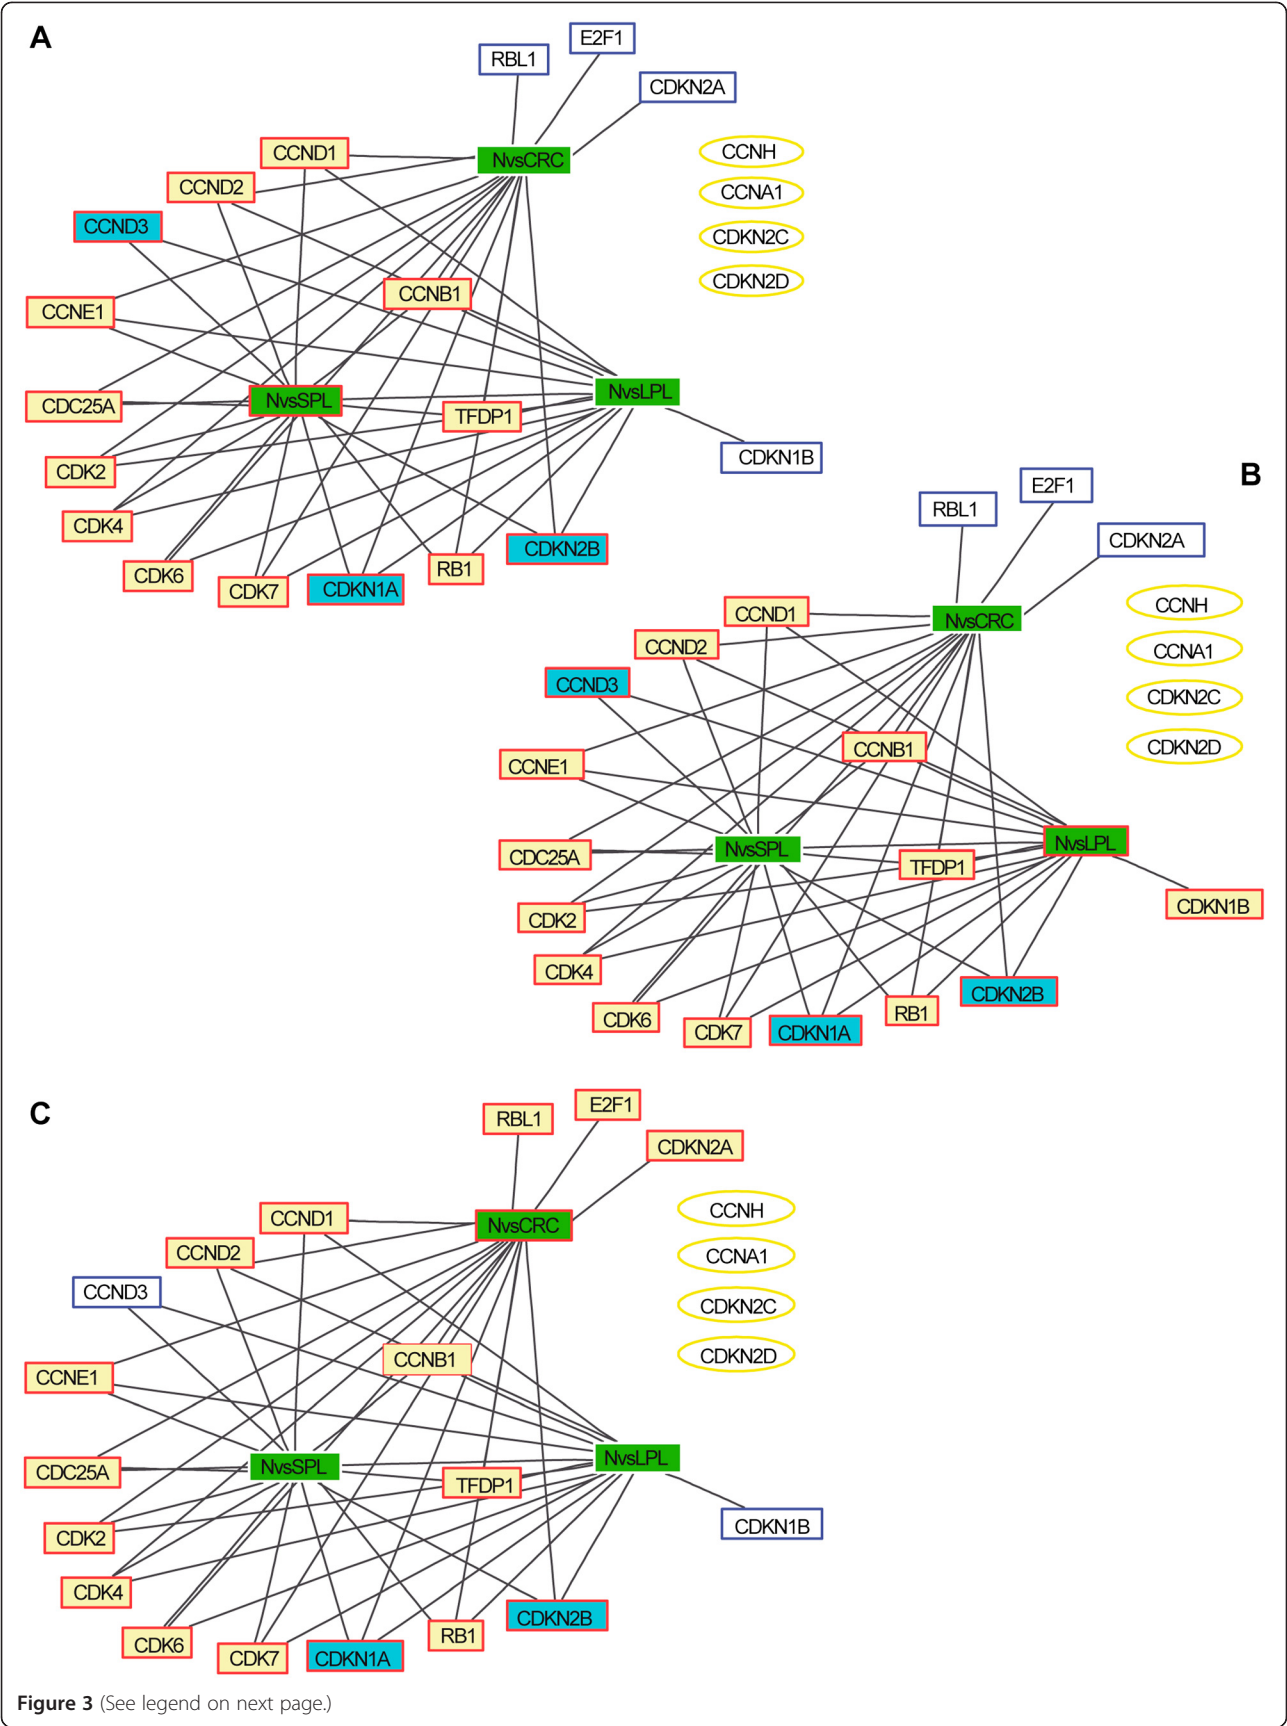 A
RBL1
E2F1
CDKN2A
CCND1
NvsCRC
CCNH
CCND2
CCNA1
CCND3
CDKN2C
CCNE1
CCNB1
CDKN2D
CDC25A
NvsSPL
TFDP1
NvsLPL
CDK2
CDKN1B
CDK4
CDK6
CDK7
CDKN1A
RB1
CDKN2B
B
RBL1
E2F1
CDKN2A
CCND1
NvsCRC
CCNH
CCND2
CCNA1
CCND3
CDKN2C
CCNE1
CCNB1
CDKN2D
CDC25A
NvsSPL
TFDP1
NvsLPL
CDK2
CDKN1B
CDK4
CDK6
CDK7
CDKN1A
RB1
CDKN2B
C
RBL1
E2F1
CDKN2A
CCND1
NvsCRC
CCNH
CCND2
CCNA1
CCND3
CDKN2C
CCNE1
CCNB1
CDKN2D
CDC25A
NvsSPL
TFDP1
NvsLPL
CDK2
CDKN1B
CDK4
CDK6
CDK7
CDKN1A
RB1
CDKN2B
Figure 3 (See legend on next page.)